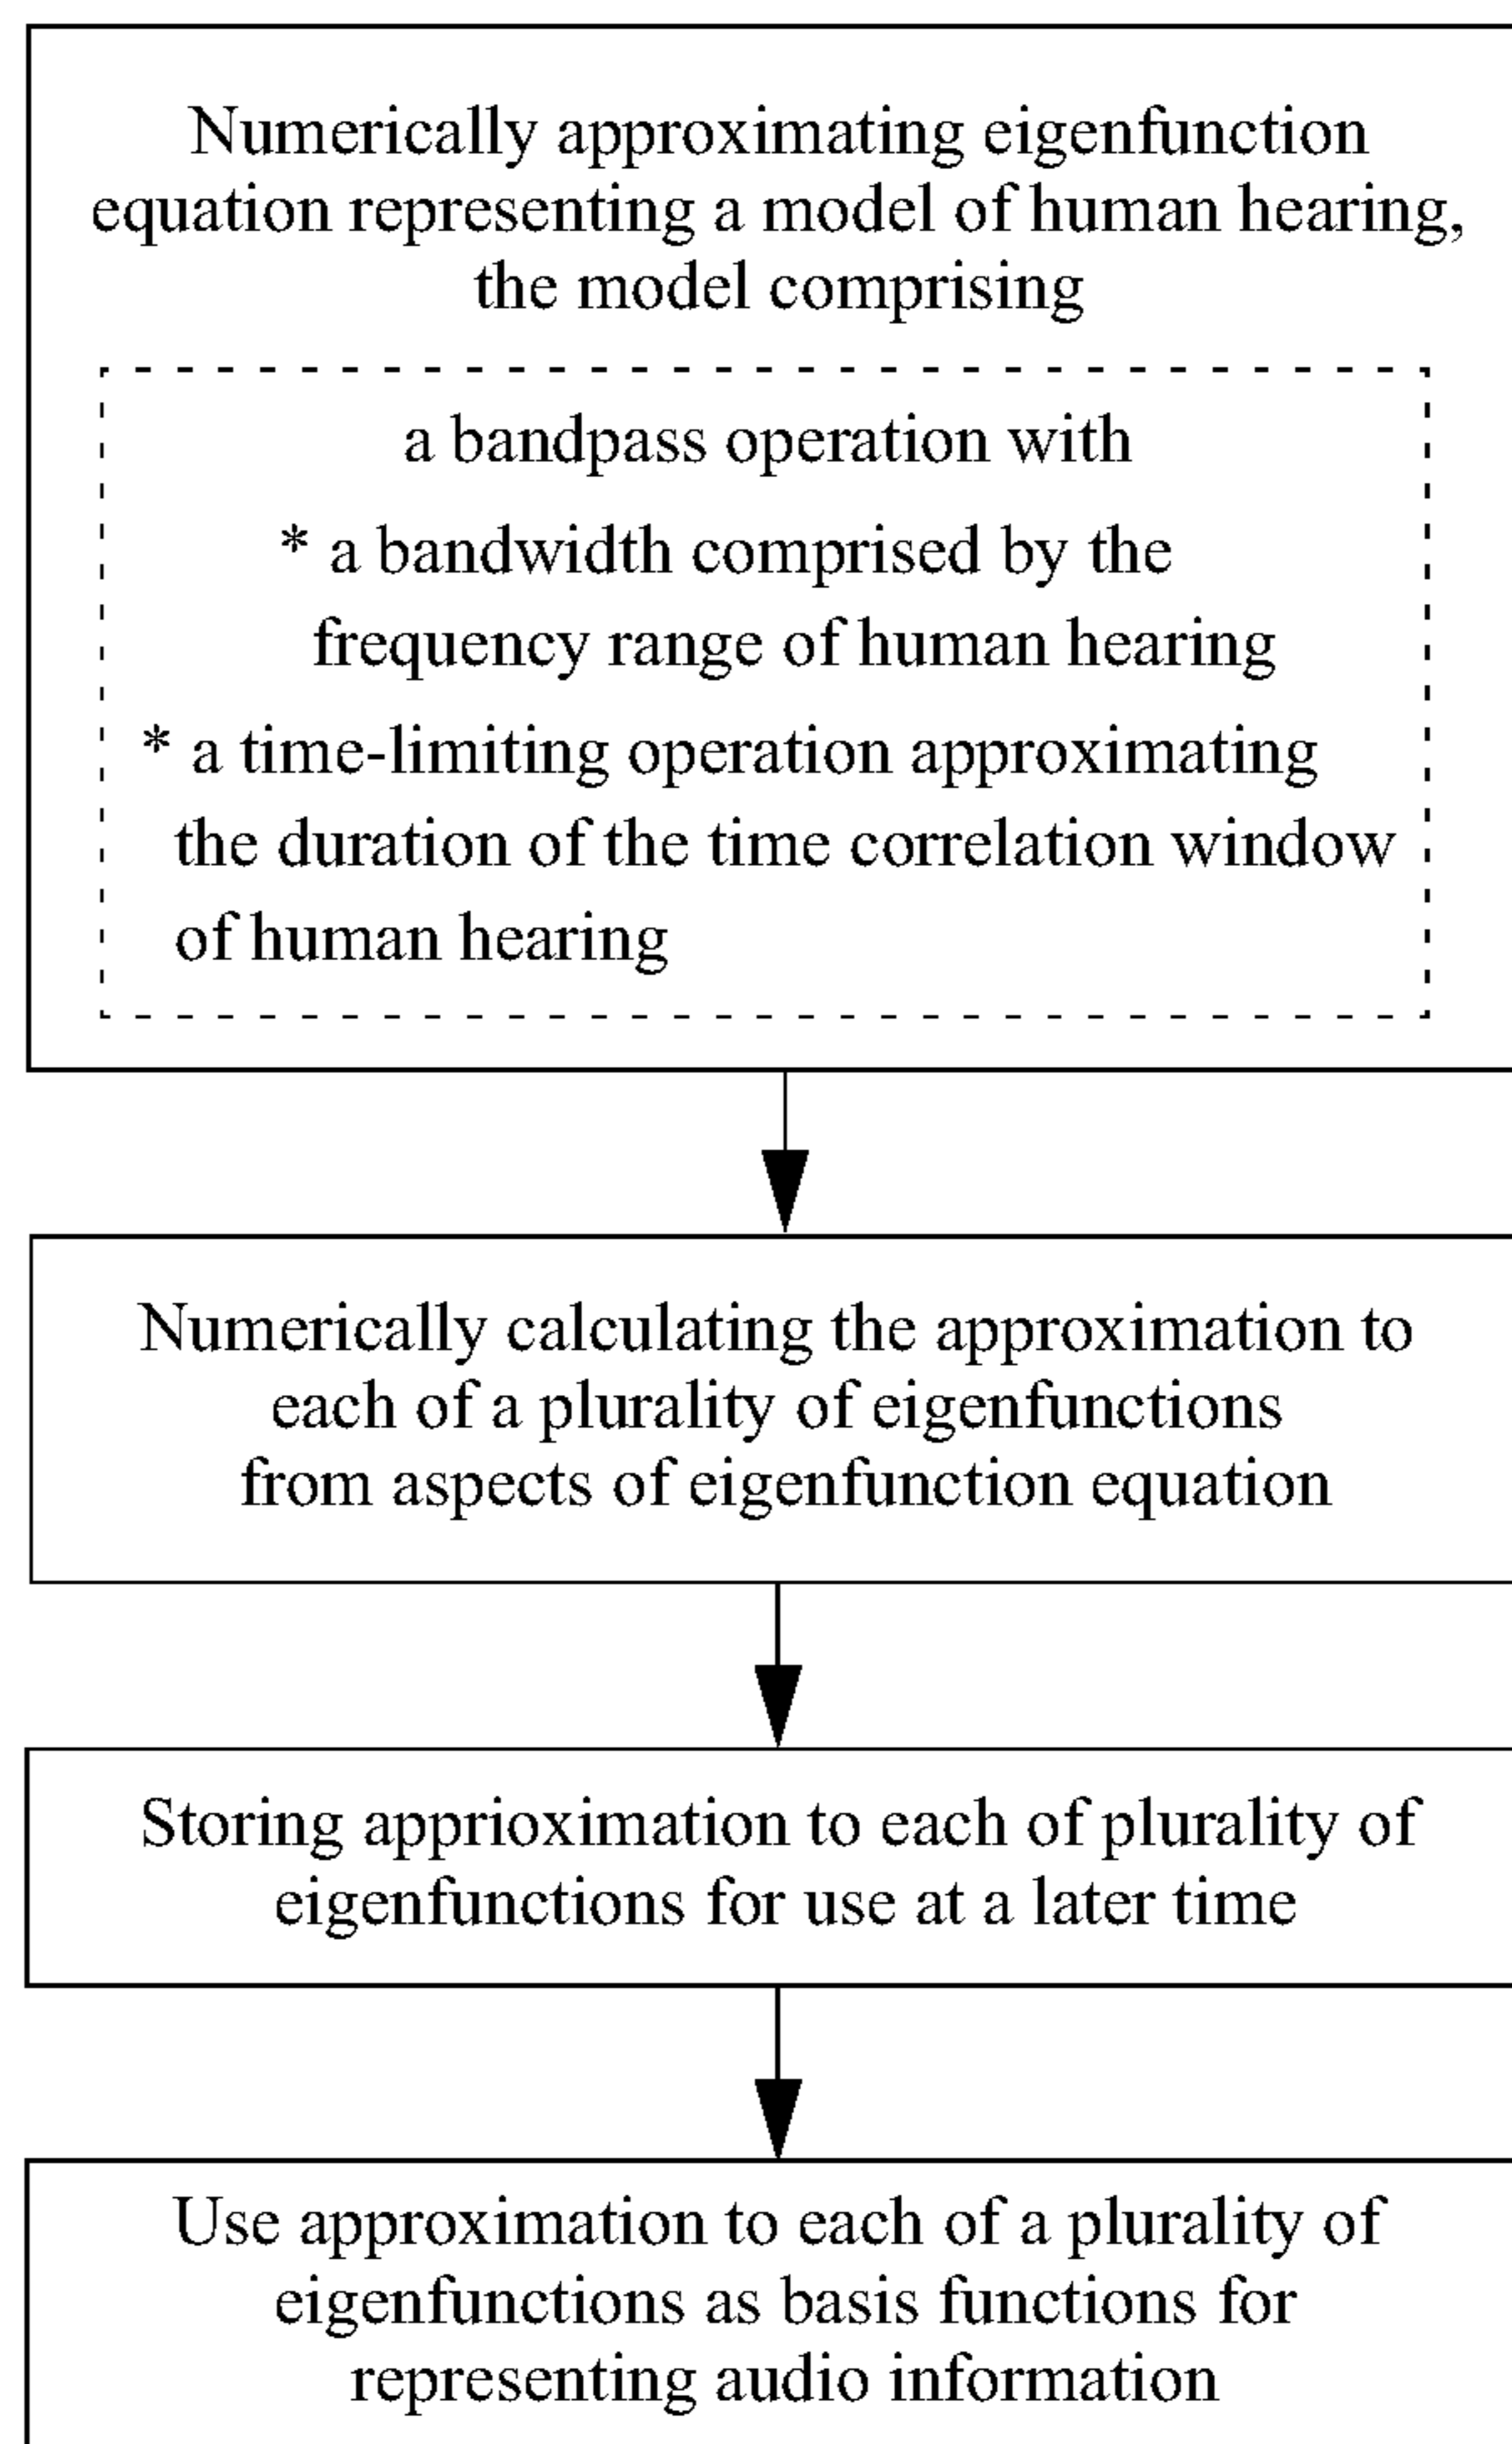 Numerically approximating eigenfunction
equation representing a model of human hearing,
the model comprising
a bandpass operation with
* a bandwidth comprised by the
frequency range of human hearing
* a time-limiting operation approximating
the duration of the time correlation window
of human hearing
Numerically calculating the approximation to
each of a plurality of eigenfunctions
from aspects of eigenfunction equation
Storing apprioximation to each of plurality of
eigenfunctions for use at a later time
Use approximation to each of a plurality of
eigenfunctions as basis functions for
representing audio information